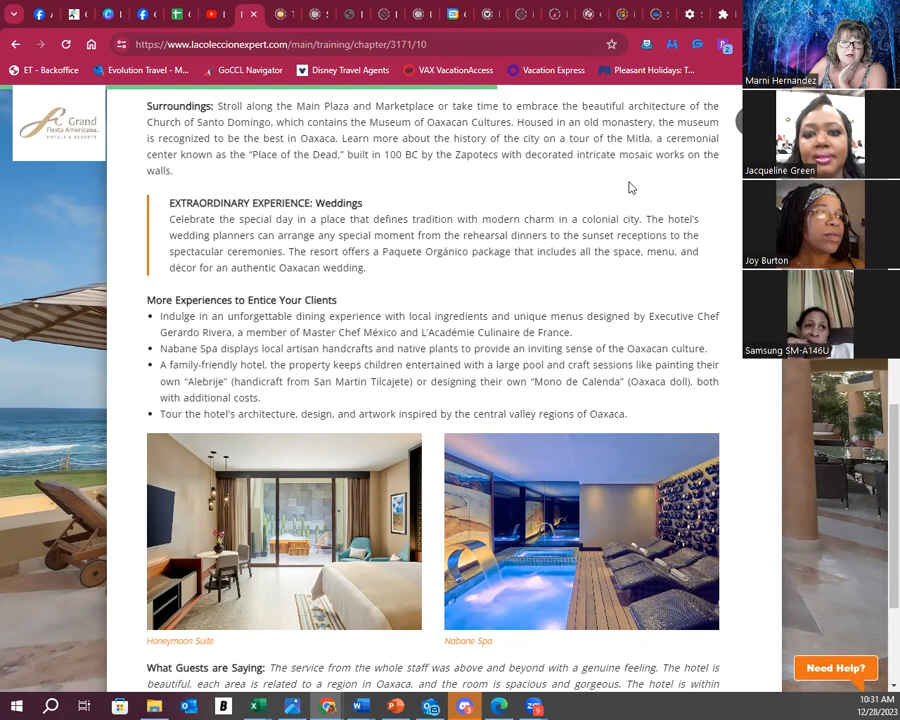 https://www.lacoleccionexpert.com/main/training/chapter/3171/10
ET - Backoffice
Evolution Travel - M...
GoCCL Navigator
Disney Travel Agents
VAX VacationAccess
Vacation Express
Pleasant Holidays: T...
Marni Hernandez
Jacqueline Green
Joy Burton
Samsung SM-A146U
Grand
Fiesta Americana
HOTELS & RESORTS
Surroundings: Stroll along the Main Plaza and Marketplace or take time to embrace the beautiful architecture of the
Church of Santo Domingo, which contains the Museum of Oaxacan Cultures. Housed in an old monastery, the museum
is recognized to be the best in Oaxaca. Learn more about the history of the city on a tour of the Mitla, a ceremonial
center known as the “Place of the Dead,” built in 100 BC by the Zapotecs with decorated intricate mosaic works on the
walls.
EXTRAORDINARY EXPERIENCE: Weddings
Celebrate the special day in a place that defines tradition with modern charm in a colonial city. The hotel’s
wedding planners can arrange any special moment from the rehearsal dinners to the sunset receptions to the
spectacular ceremonies. The resort offers a Paquete Orgánico package that includes all the space, menu, and
décor for an authentic Oaxacan wedding.
More Experiences to Entice Your Clients
Indulge in an unforgettable dining experience with local ingredients and unique menus designed by Executive Chef
Gerardo Rivera, a member of Master Chef México and L’Académie Culinaire de France.
Nabane Spa displays local artisan handcrafts and native plants to provide an inviting sense of the Oaxacan culture.
A family-friendly hotel, the property keeps children entertained with a large pool and craft sessions like painting their
own “Alebrije” (handicraft from San Martin Tilcajete) or designing their own “Mono de Calenda” (Oaxaca doll), both
with additional costs.
Tour the hotel's architecture, design, and artwork inspired by the central valley regions of Oaxaca.
Honeymoon Suite
Nabane Spa
What Guests are Saying: The service from the whole staff was above and beyond with a genuine feeling. The hotel is
beautiful, each area is related to a region in Oaxaca, and the room is spacious and gorgeous. The hotel is within
Need Help?
10:31 AM
12/28/2023